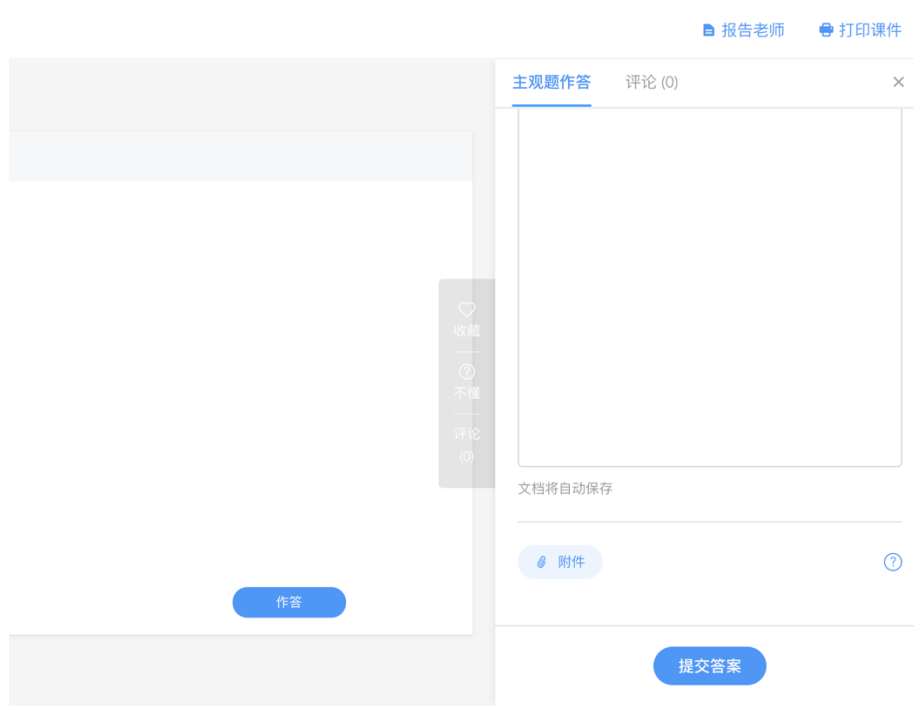 报告老师 打印课件
主观题作答 评论 (0)
收藏
不懂
评论
(0)
文档将自动保存
附件
作答
提交答案